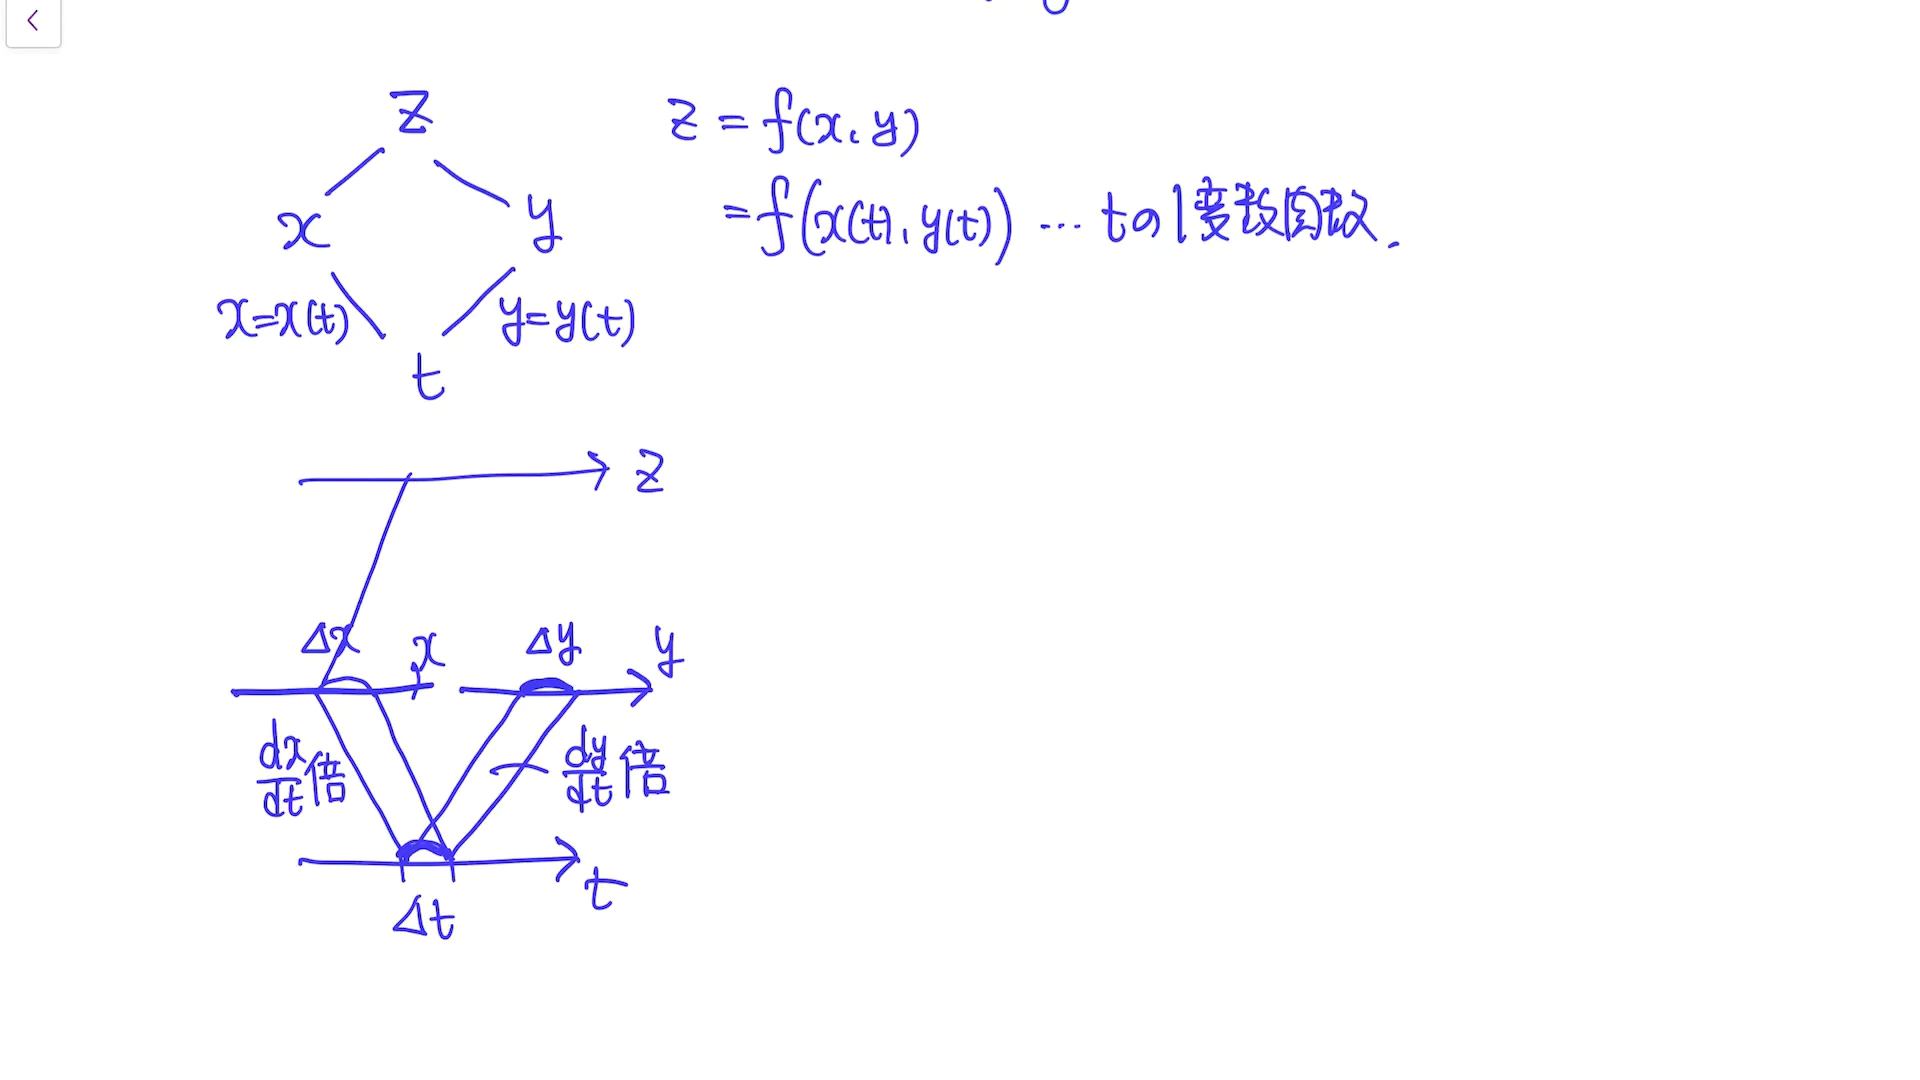 z
x y
x=x(t) y=y(t)
t
z = f(x, y)
=f(x(t), y(t)) … tの1変数関数.
z
Δx x Δy y
dx/dt倍 dy/dt倍
t
Δt